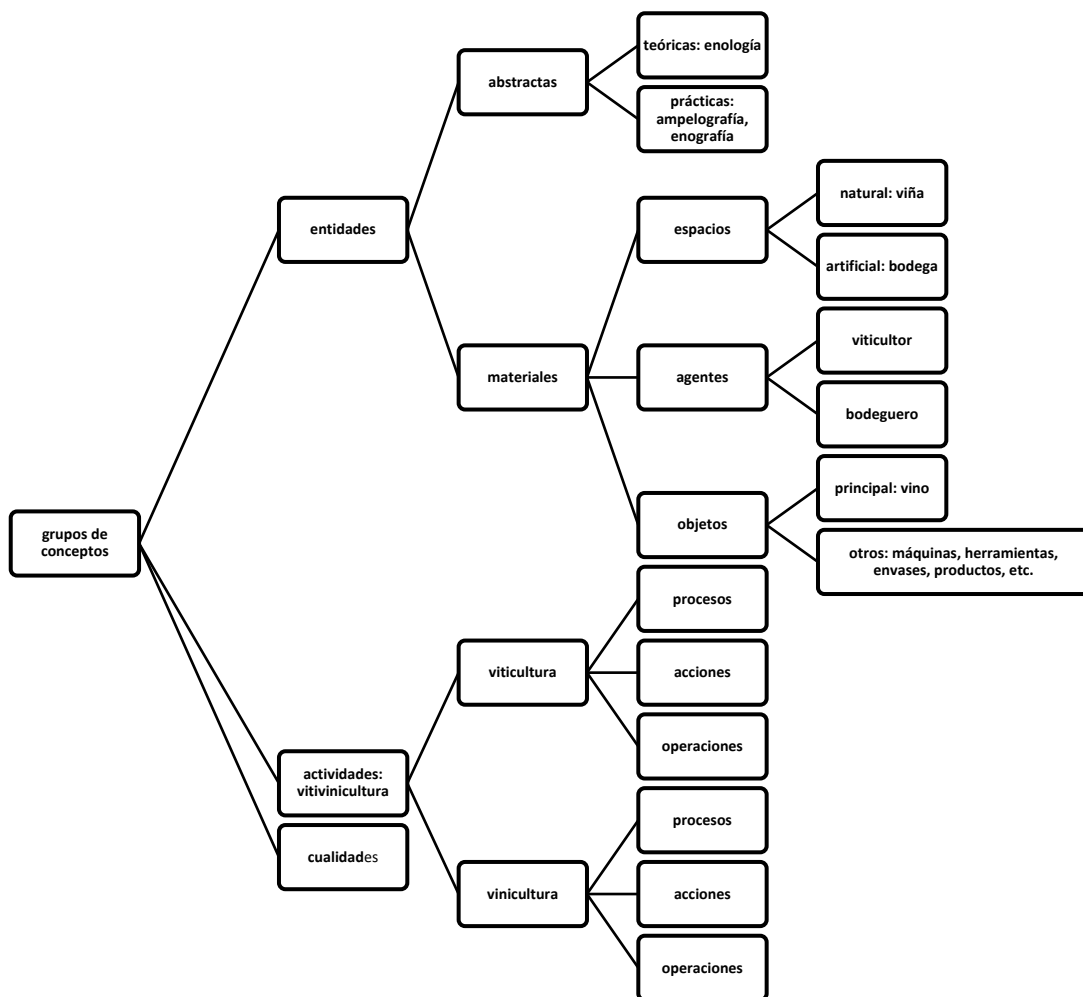 teóricas: enología
abstractas
prácticas:
ampelografía,
enografía
natural: viña
entidades
espacios
artificial: bodega
viticultor
materiales
agentes
bodeguero
principal: vino
objetos
grupos de
conceptos
otros: máquinas, herramientas,
envases, productos, etc.
procesos
viticultura
acciones
operaciones
actividades:
vitivinicultura
procesos
cualidades
vinicultura
acciones
operaciones